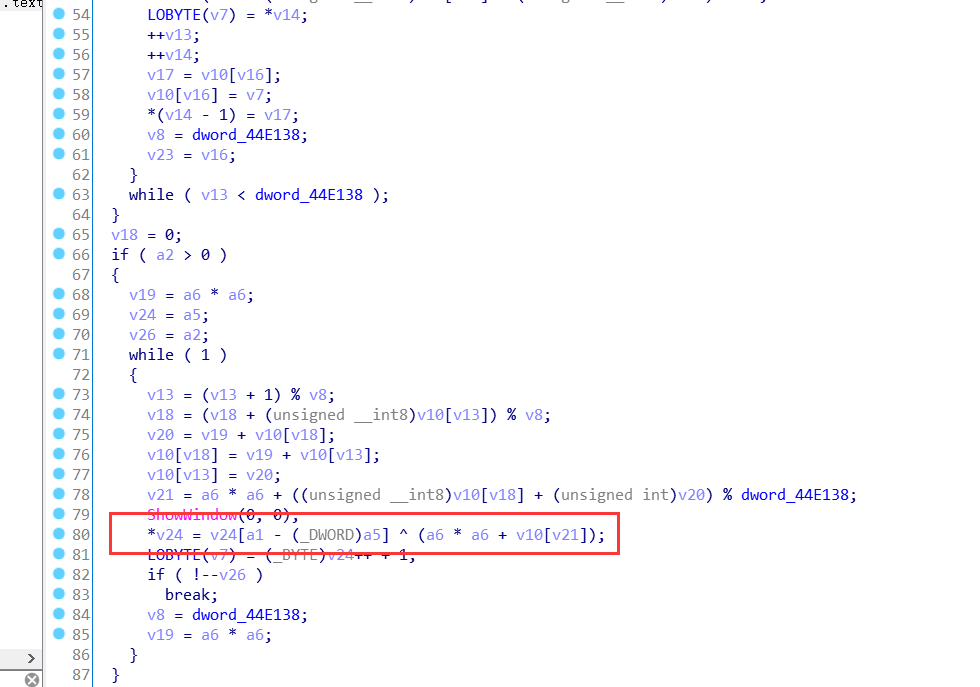 .text
54 LOBYTE(v7) = *v14;
55 ++v13;
56 ++v14;
57 v17 = v10[v16];
58 v10[v16] = v7;
59 *(v14 - 1) = v17;
60 v8 = dword_44E138;
61 v23 = v16;
62 }
63 while ( v13 < dword_44E138 );
64 }
65 v18 = 0;
66 if ( a2 > 0 )
67 {
68 v19 = a6 * a6;
69 v24 = a5;
70 v26 = a2;
71 while ( 1 )
72 {
73 v13 = (v13 + 1) % v8;
74 v18 = (v18 + (unsigned __int8)v10[v13]) % v8;
75 v20 = v19 + v10[v18];
76 v10[v18] = v19 + v10[v13];
77 v10[v13] = v20;
78 v21 = a6 * a6 + ((unsigned __int8)v10[v18] + (unsigned int)v20) % dword_44E138;
79 ShowWindow(0, 0);
80 *v24 = v24[a1 - (_DWORD)a5] ^ (a6 * a6 + v10[v21]);
81 LOBYTE(v7) = (_BYTE)v24++ + 1;
82 if ( !--v26 )
83 break;
84 v8 = dword_44E138;
85 v19 = a6 * a6;
86 }
87 }